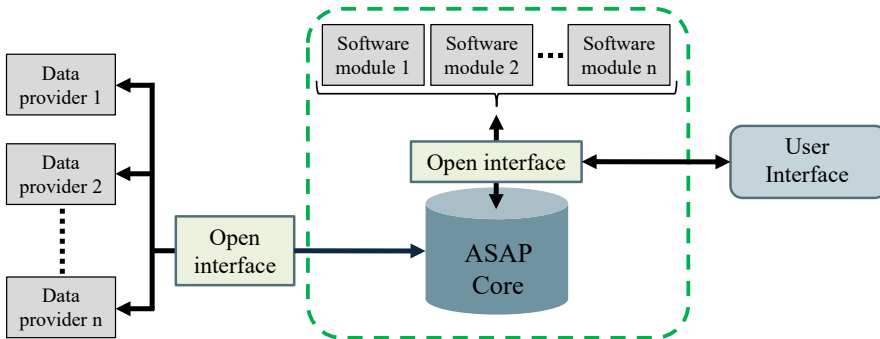 Software
module 1
Software
module 2
Software
module n
Data
provider 1
Data
provider 2
Data
provider n
Open
interface
Open interface
ASAP
Core
User
Interface